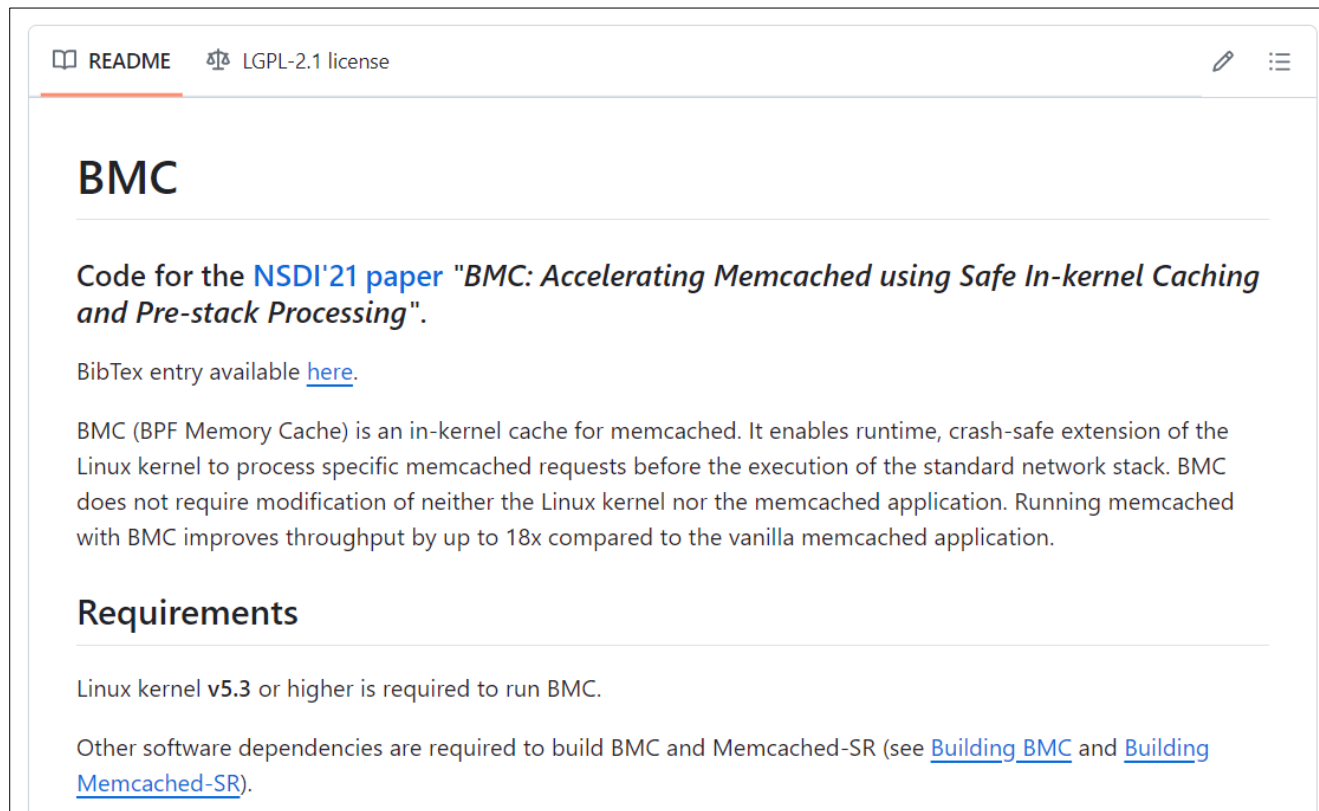 README LGPL-2.1 license
BMC
Code for the NSDI'21 paper "BMC: Accelerating Memcached using Safe In-kernel Caching
and Pre-stack Processing".
BibTex entry available here.
BMC (BPF Memory Cache) is an in-kernel cache for memcached. It enables runtime, crash-safe extension of the
Linux kernel to process specific memcached requests before the execution of the standard network stack. BMC
does not require modification of neither the Linux kernel nor the memcached application. Running memcached
with BMC improves throughput by up to 18x compared to the vanilla memcached application.
Requirements
Linux kernel v5.3 or higher is required to run BMC.
Other software dependencies are required to build BMC and Memcached-SR (see Building BMC and Building
Memcached-SR).